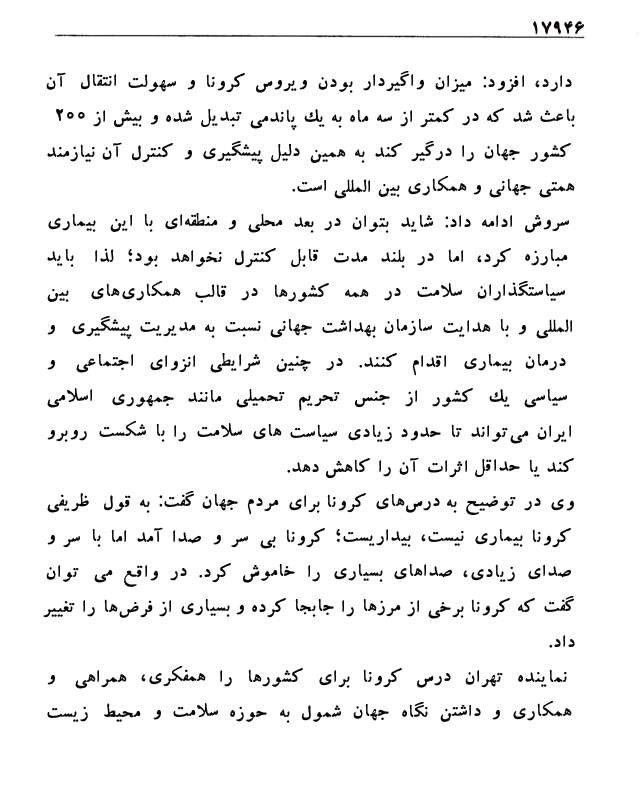 ۱۷۹۴۶
دارد، افزود: میزان واگیردار بودن ویروس کرونا و سهولت انتقال آن
باعث شد که در کمتر از سه ماه به یك پاندمی تبدیل شده و بیش از ۲۰۰
کشور جهان را درگیر کند به همین دلیل پیشگیری و کنترل آن نیازمند
همتی جهانی و همکاری بین المللی است.
سروش ادامه داد: شاید بتوان در بعد محلی و منطقه‌ای با این بیماری
مبارزه کرد، اما در بلند مدت قابل کنترل نخواهد بود؛ لذا باید
سیاستگذاران سلامت در همه کشورها در قالب همکاری‌های بین
المللی و با هدایت سازمان بهداشت جهانی نسبت به مدیریت پیشگیری و
درمان بیماری اقدام کنند. در چنین شرایطی انزوای اجتماعی و
سیاسی یك کشور از جنس تحریم تحمیلی مانند جمهوری اسلامی
ایران می‌تواند تا حدود زیادی سیاست های سلامت را با شکست روبرو
کند یا حداقل اثرات آن را کاهش دهد.
وی در توضیح به درس‌های کرونا برای مردم جهان گفت: به قول ظریفی
کرونا بیماری نیست، بیداریست؛ کرونا بی سر و صدا آمد اما با سر و
صدای زیادی، صداهای بسیاری را خاموش کرد. در واقع می توان
گفت که کرونا برخی از مرزها را جابجا کرده و بسیاری از فرض‌ها را تغییر
داد.
نماینده تهران درس کرونا برای کشورها را همفکری، همراهی و
همکاری و داشتن نگاه جهان شمول به حوزه سلامت و محیط زیست